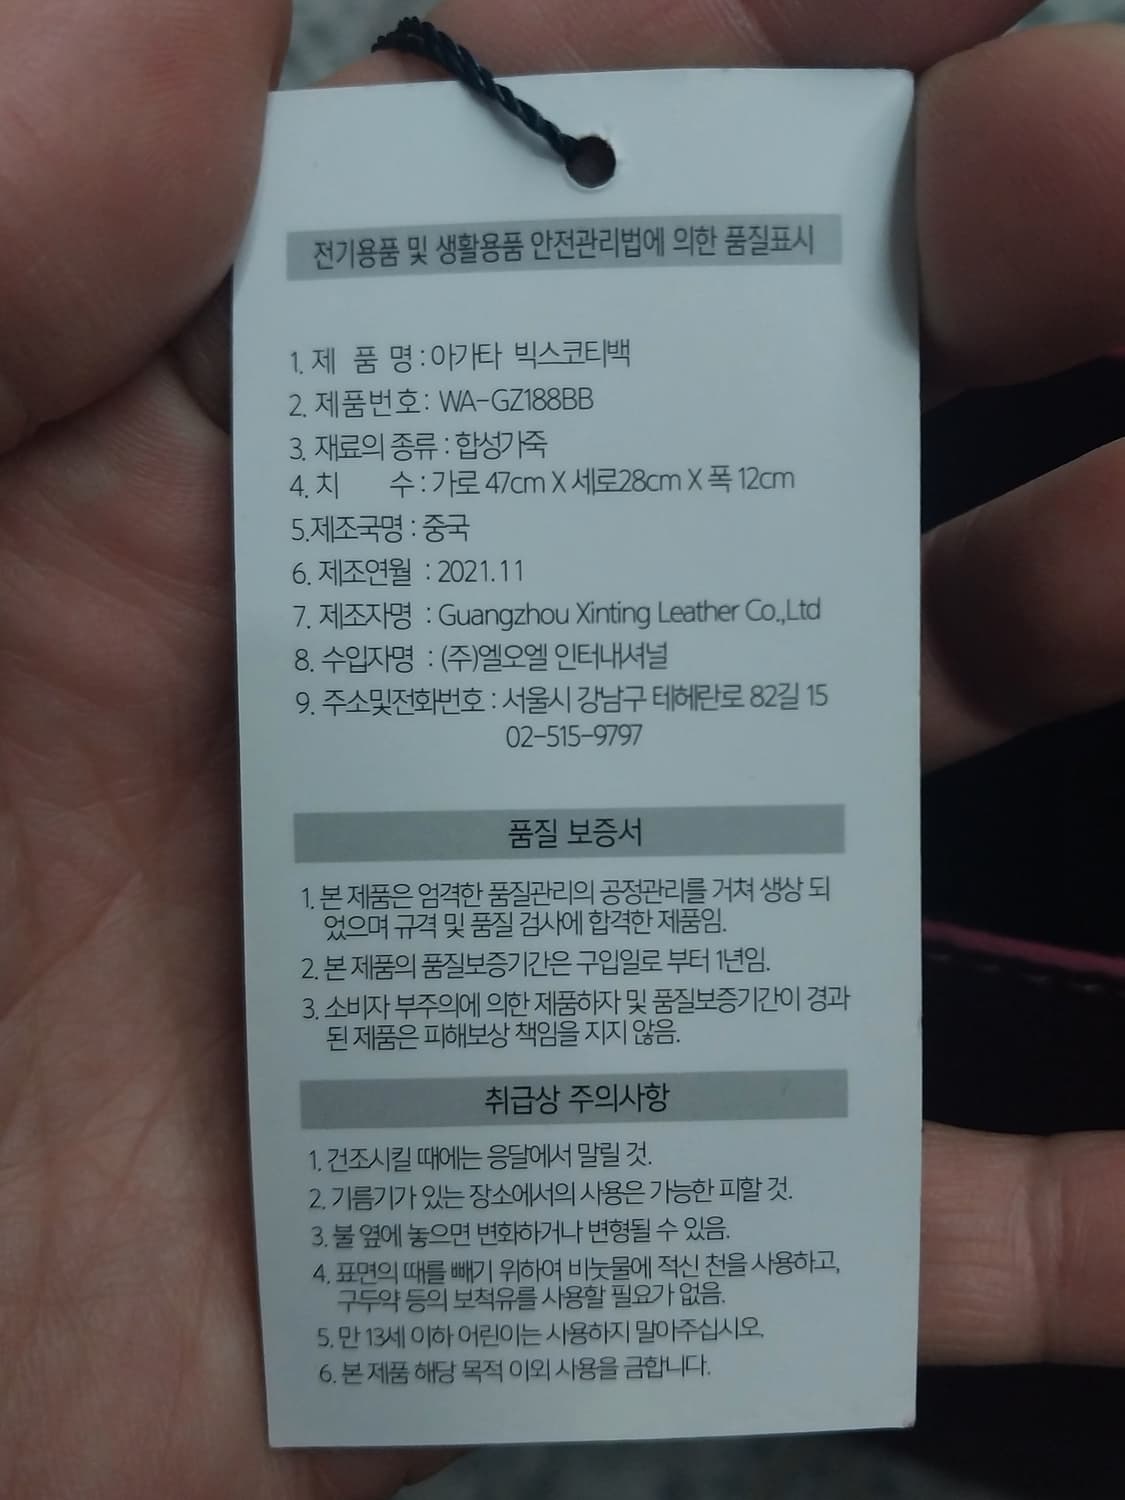 전기용품 및 생활용품 안전관리법에 의한 품질표시
1. 제 품 명 : 아가타 빅스코티백
2. 제품번호 : WA-GZ188BB
3. 재료의 종류 : 합성가죽
4. 치 수 : 가로 47cm X 세로28cm X 폭 12cm
5.제조국명 : 중국
6. 제조연월 : 2021.11
7. 제조자명 : Guangzhou Xinting Leather Co.,Ltd
8. 수입자명 : (주)엘오엘 인터내셔널
9. 주소및전화번호 : 서울시 강남구 테헤란로 82길 15
02-515-9797
품질 보증서
1. 본 제품은 엄격한 품질관리의 공정관리를 거쳐 생상 되
었으며 규격 및 품질 검사에 합격한 제품임.
2. 본 제품의 품질보증기간은 구입일로 부터 1년임.
3. 소비자 부주의에 의한 제품하자 및 품질보증기간이 경과
된 제품은 피해보상 책임을 지지 않음.
취급상 주의사항
1. 건조시킬 때에는 응달에서 말릴 것.
2. 기름기가 있는 장소에서의 사용은 가능한 피할 것.
3. 불 옆에 놓으면 변화하거나 변형될 수 있음.
4. 표면의 때를 빼기 위하여 비눗물에 적신 천을 사용하고,
구두약 등의 보척유를 사용할 필요가 없음.
5. 만 13세 이하 어린이는 사용하지 말아주십시오.
6. 본 제품 해당 목적 이외 사용을 금합니다.